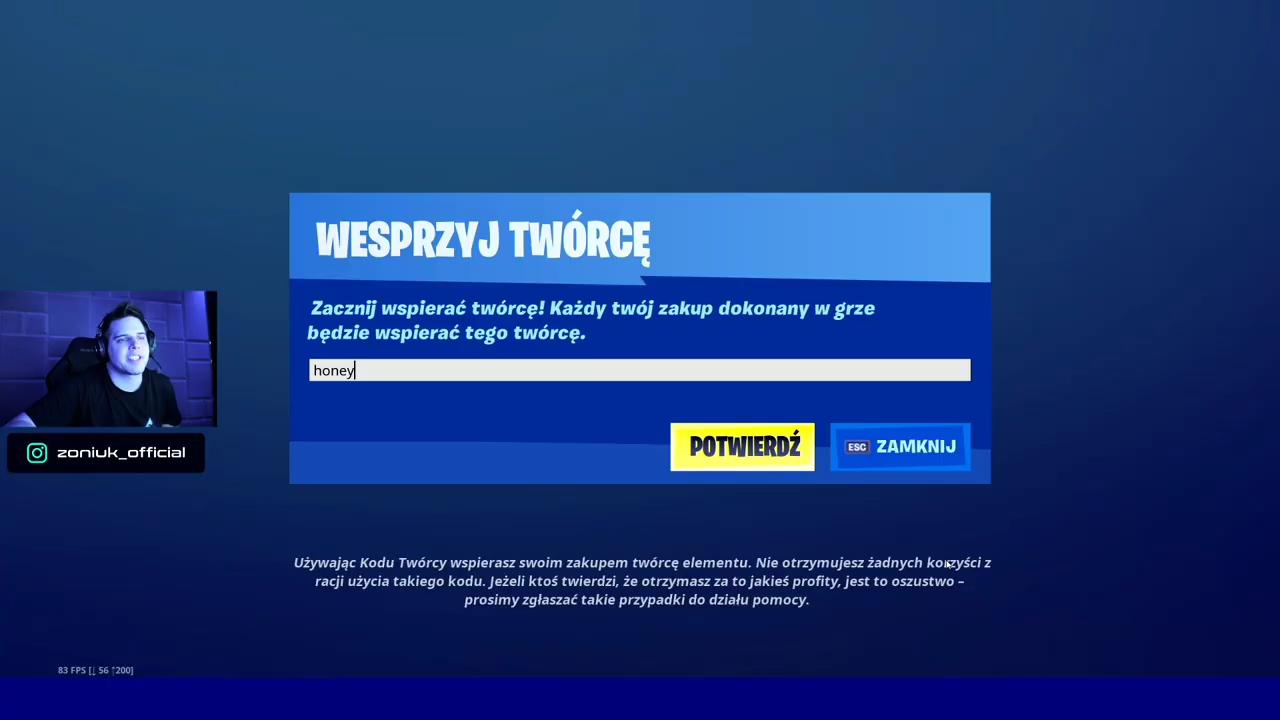 WESPRZYJ TWÓRCĘ
Zacznij wspierać twórcę! Każdy twój zakup dokonany w grze
będzie wspierać tego twórcę.
honey
POTWIERDŹ
ESC ZAMKNIJ
zoniuk_official
Używając Kodu Twórcy wspierasz swoim zakupem twórcę elementu. Nie otrzymujesz żadnych korzyści z
racji użycia takiego kodu. Jeżeli ktoś twierdzi, że otrzymasz za to jakieś profity, jest to oszustwo –
prosimy zgłaszać takie przypadki do działu pomocy.
83 FPS [↓ 56 ↑200]